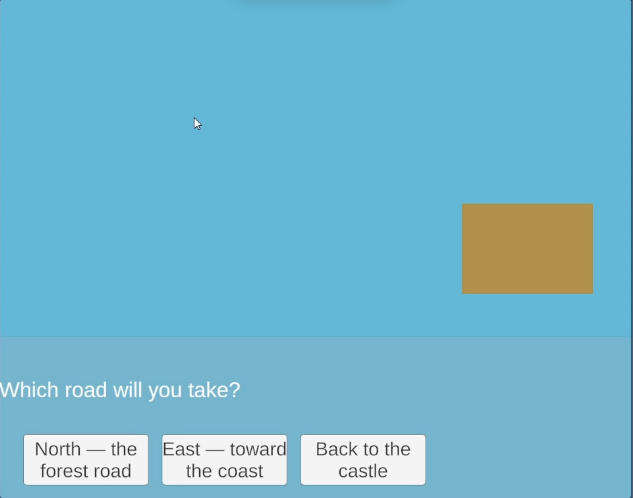 Which road will you take?
North — the
forest road
East — toward
the coast
Back to the
castle